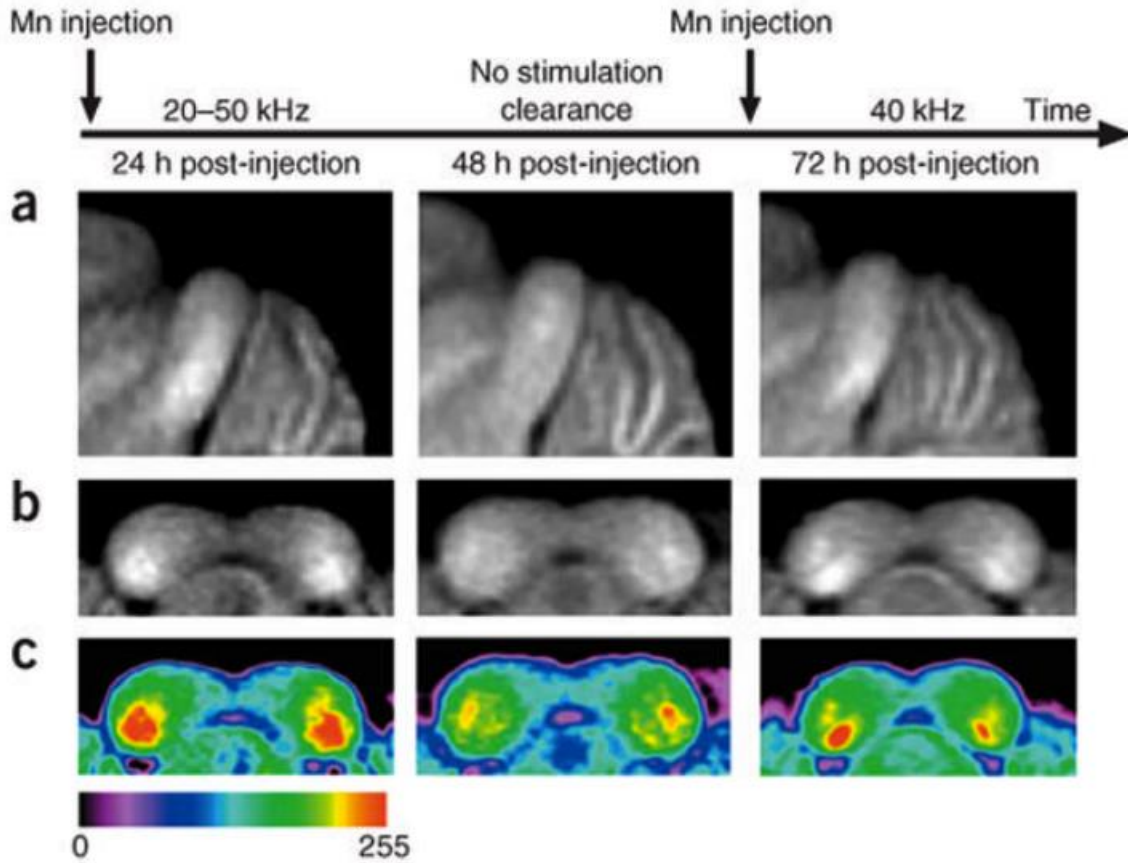 Mn injection
Mn injection
No stimulation
clearance
20–50 kHz
40 kHz
Time
24 h post-injection
48 h post-injection
72 h post-injection
a
b
c
0
255